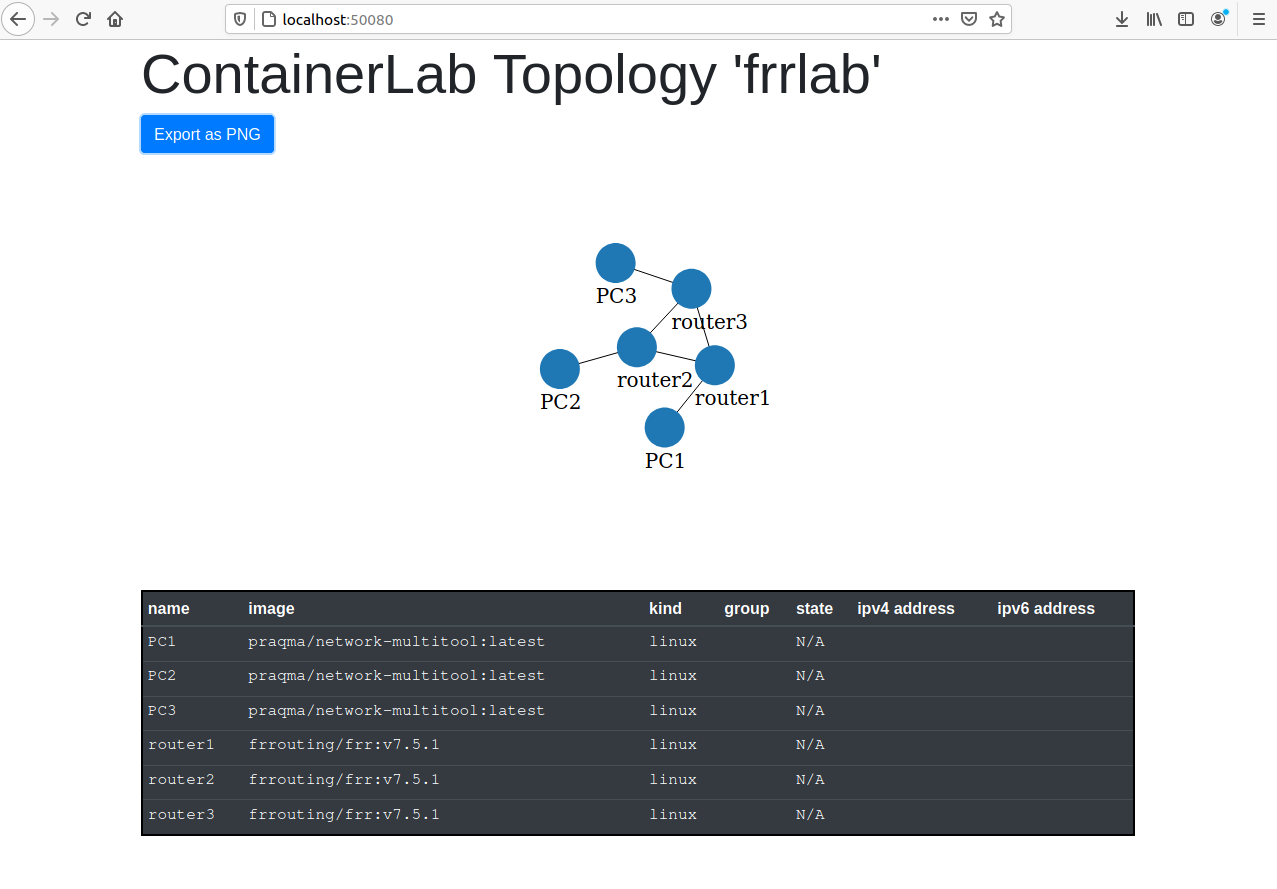 localhost:50080
ContainerLab Topology 'frrlab'
Export as PNG
PC3
router3
router2
PC2
router1
PC1
name image kind group state ipv4 address ipv6 address
PC1 praqma/network-multitool:latest linux N/A
PC2 praqma/network-multitool:latest linux N/A
PC3 praqma/network-multitool:latest linux N/A
router1 frrouting/frr:v7.5.1 linux N/A
router2 frrouting/frr:v7.5.1 linux N/A
router3 frrouting/frr:v7.5.1 linux N/A